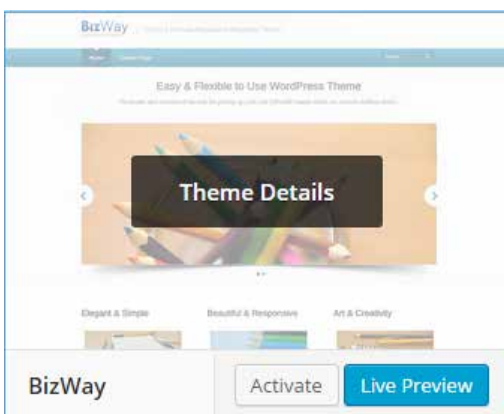 BizWay
Easy & Flexible to Use WordPress Theme
Theme Details
Elegant & Simple Beautiful & Responsive Art & Creativity
BizWay Activate Live Preview